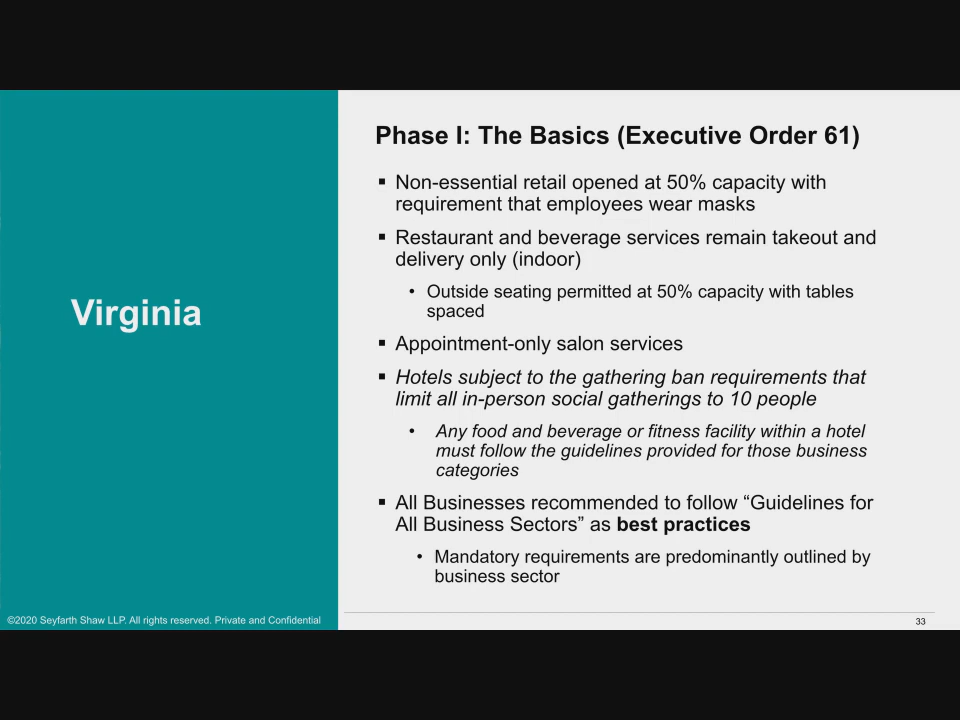 Virginia
Phase I: The Basics (Executive Order 61)
▪ Non-essential retail opened at 50% capacity with
requirement that employees wear masks
▪ Restaurant and beverage services remain takeout and
delivery only (indoor)
• Outside seating permitted at 50% capacity with tables
spaced
▪ Appointment-only salon services
▪ Hotels subject to the gathering ban requirements that
limit all in-person social gatherings to 10 people
• Any food and beverage or fitness facility within a hotel
must follow the guidelines provided for those business
categories
▪ All Businesses recommended to follow “Guidelines for
All Business Sectors” as best practices
• Mandatory requirements are predominantly outlined by
business sector
©2020 Seyfarth Shaw LLP. All rights reserved. Private and Confidential
33